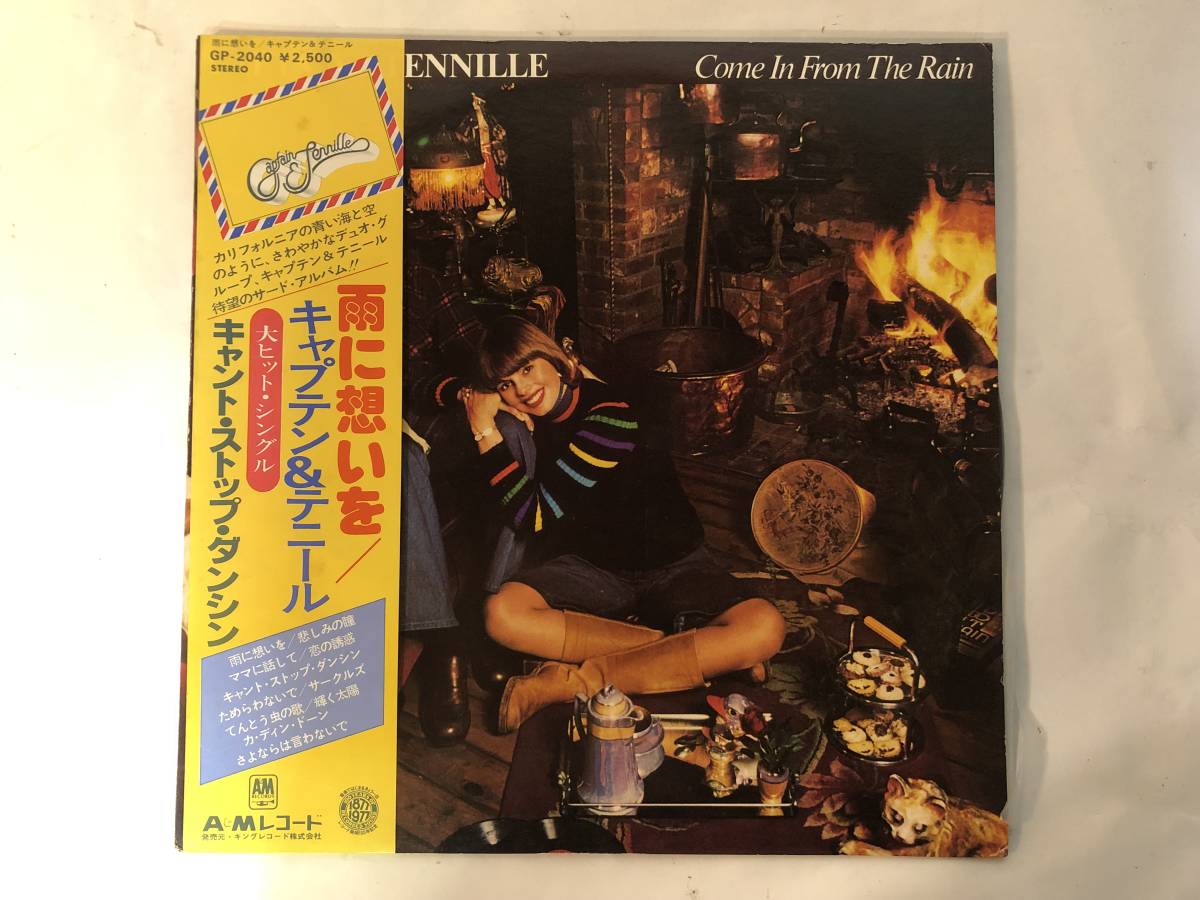 雨に想いを/キャプテン&テニール
GP-2040 ¥2,500
STEREO
Captain & Tennille
カリフォルニアの青い海と空
のように、さわやかなデュオ・グ
ループ、キャプテン&テニール
待望のサード・アルバム!!
雨に想いを/
キャプテン&テニール
大ヒット・シングル
キャント・ストップ・ダンシン
雨に想いを/悲しみの瞳
ママに話して/恋の誘惑
キャント・ストップ・ダンシン
ためらわないで/サークルズ
てんとう虫の歌/輝く太陽
カ・ディン・ドーン
さよならは言わないで
A&M
RECORDS
A&Mレコード
発売元・キングレコード株式会社
1877
1977
ENNILLE
Come In From The Rain